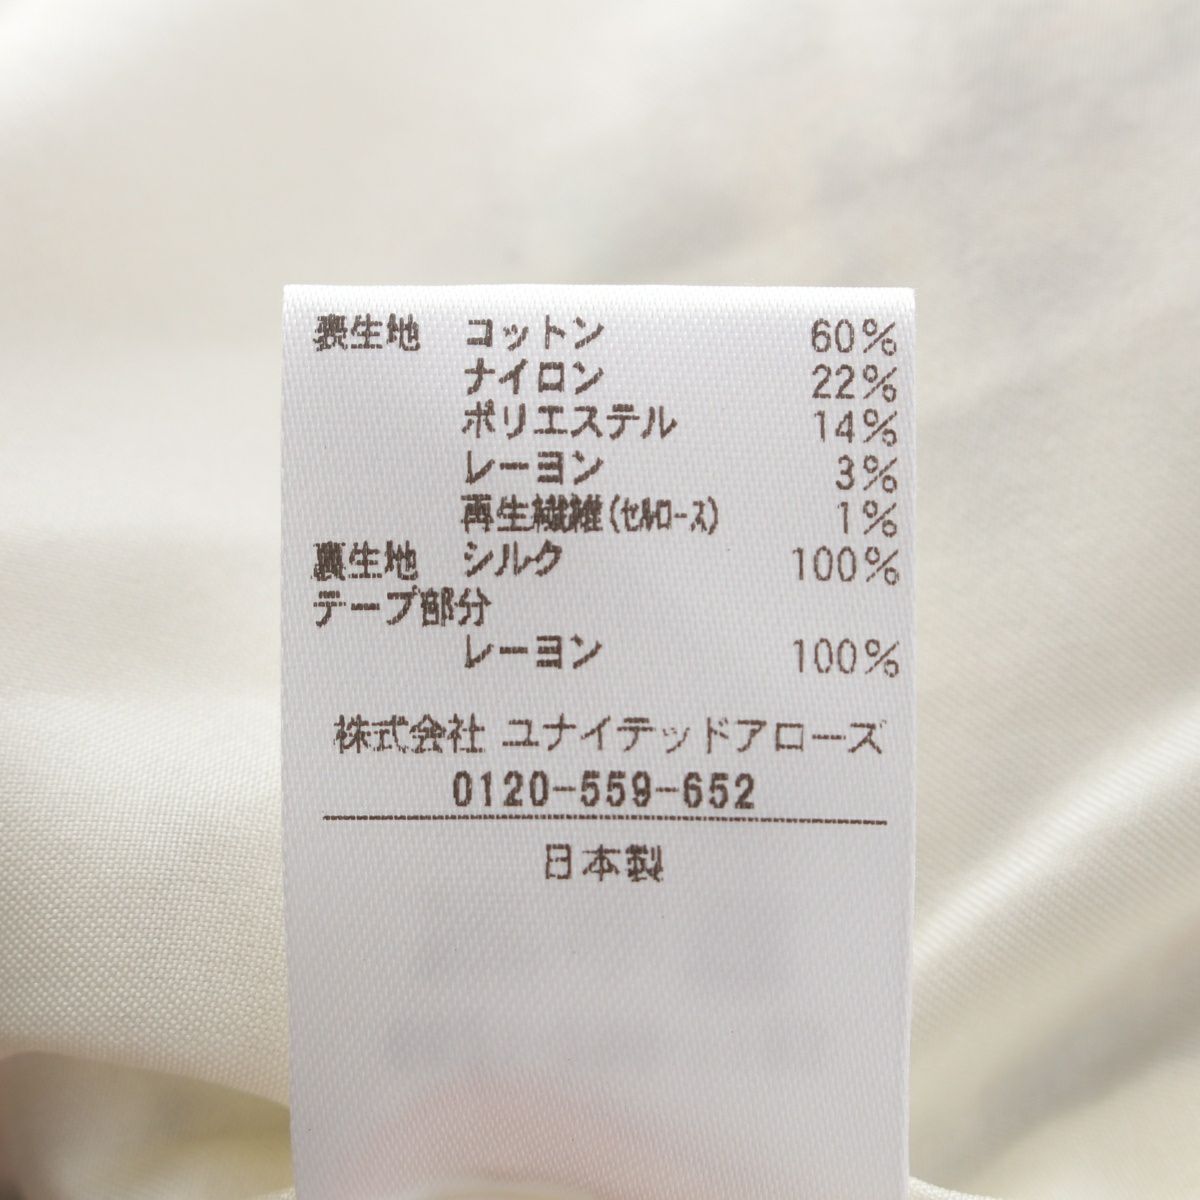 表生地 コットン 60%
ナイロン 22%
ポリエステル 14%
レーヨン 3%
再生繊維(セルロース) 1%
裏生地 シルク 100%
テープ部分
レーヨン 100%
株式会社 ユナイテッドアローズ
0120-559-652
日本製